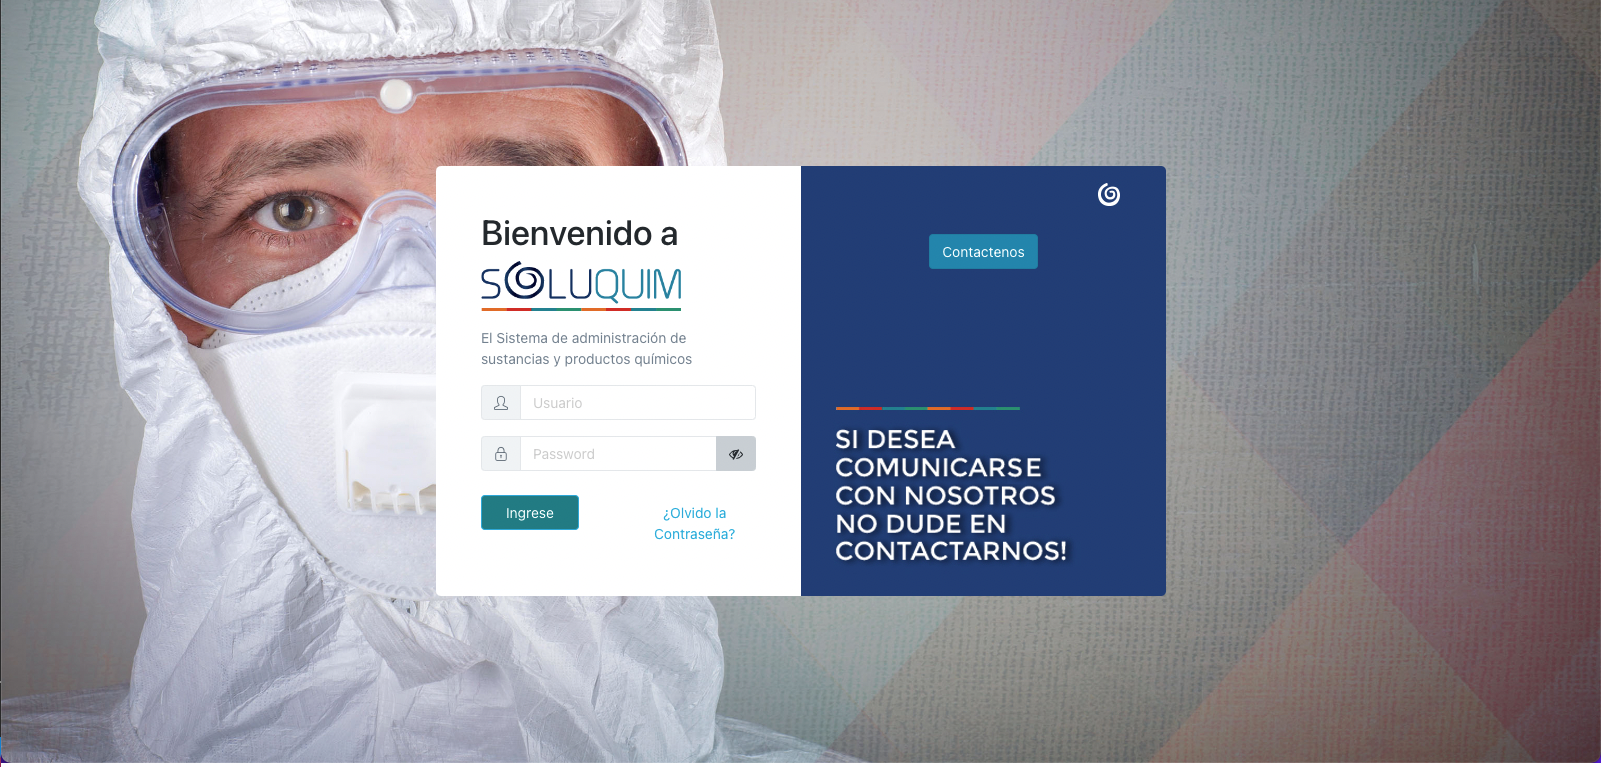 Bienvenido a
SOLUQUIM
El Sistema de administración de
sustancias y productos químicos
Usuario
Password
Ingrese
¿Olvido la
Contraseña?
Contactenos
SI DESEA
COMUNICARSE
CON NOSOTROS
NO DUDE EN
CONTACTARNOS!